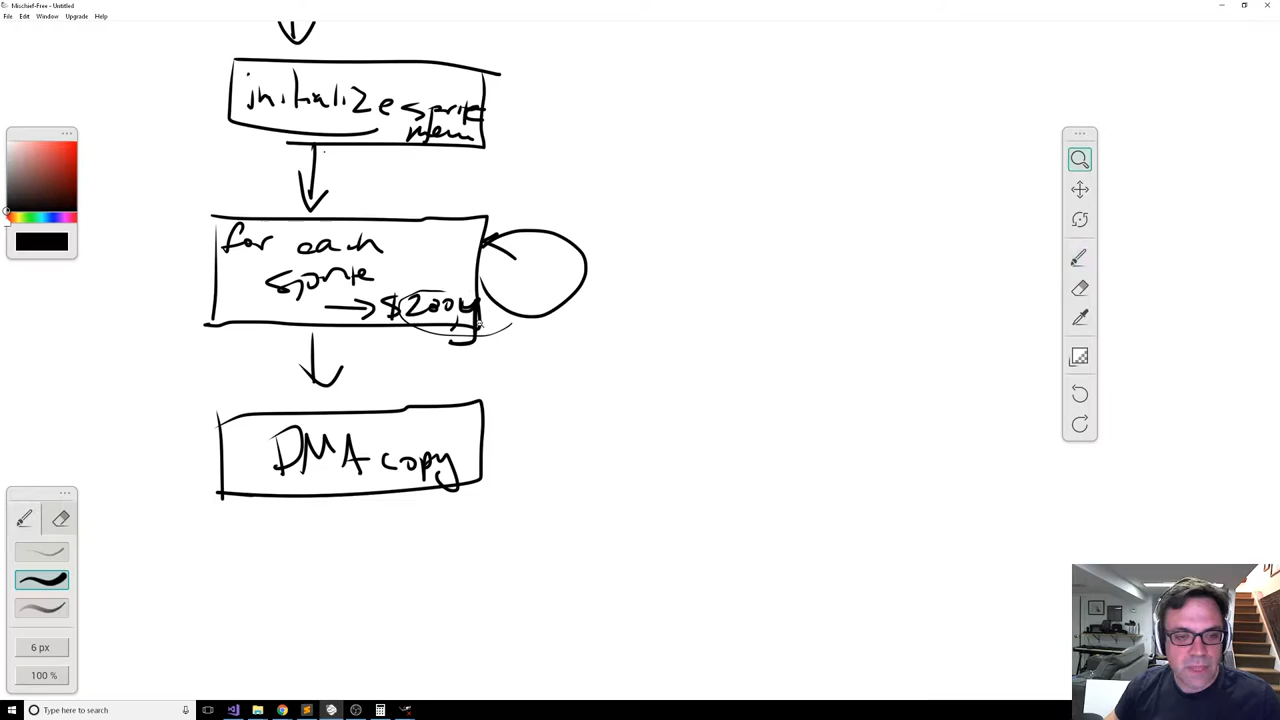 Mischief-Free - Untitled
File Edit Window Upgrade Help
initialize sprite
mem
for each
sprite
→ $200,y
DMA copy
6 px
100 %
Type here to search